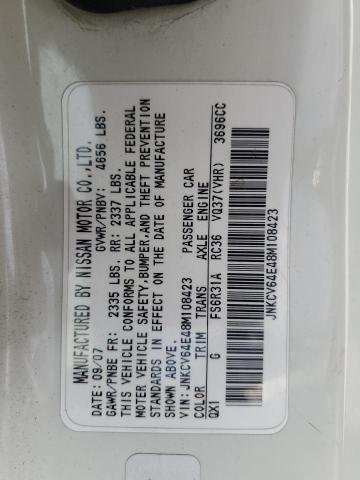 MANUFACTURED BY NISSAN MOTOR CO.,LTD.
DATE: 09/07 GVWR/PNBV: 4656 LBS.
GAWR/PNBE FR: 2335 LBS. RR: 2337 LBS.
THIS VEHICLE CONFORMS TO ALL APPLICABLE FEDERAL
MOTOR VEHICLE SAFETY,BUMPER,AND THEFT PREVENTION
STANDARDS IN EFFECT ON THE DATE OF MANUFACTURE
SHOWN ABOVE.
VIN:JNKCV64E48M108423 PASSENGER CAR
COLOR TRIM TRANS AXLE ENGINE
QX1 G FS6R31A RC36 VQ37(VHR) 3696CC
JNKCV64E48M108423